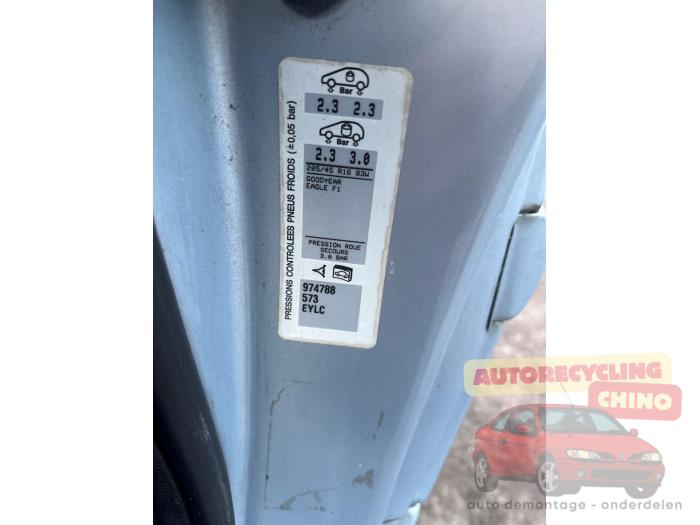 Bar
2.3 2.3
Bar
2.3 3.0
205/45 R16 83W
GOODYEAR
EAGLE F1
PRESSION ROUE
SECOURS
3.0 BAR
974788
573
EYLC
PRESSIONS CONTROLEES PNEUS FROIDS (±0,05 bar)
AUTORECYCLING
CHINO
auto demontage - onderdelen